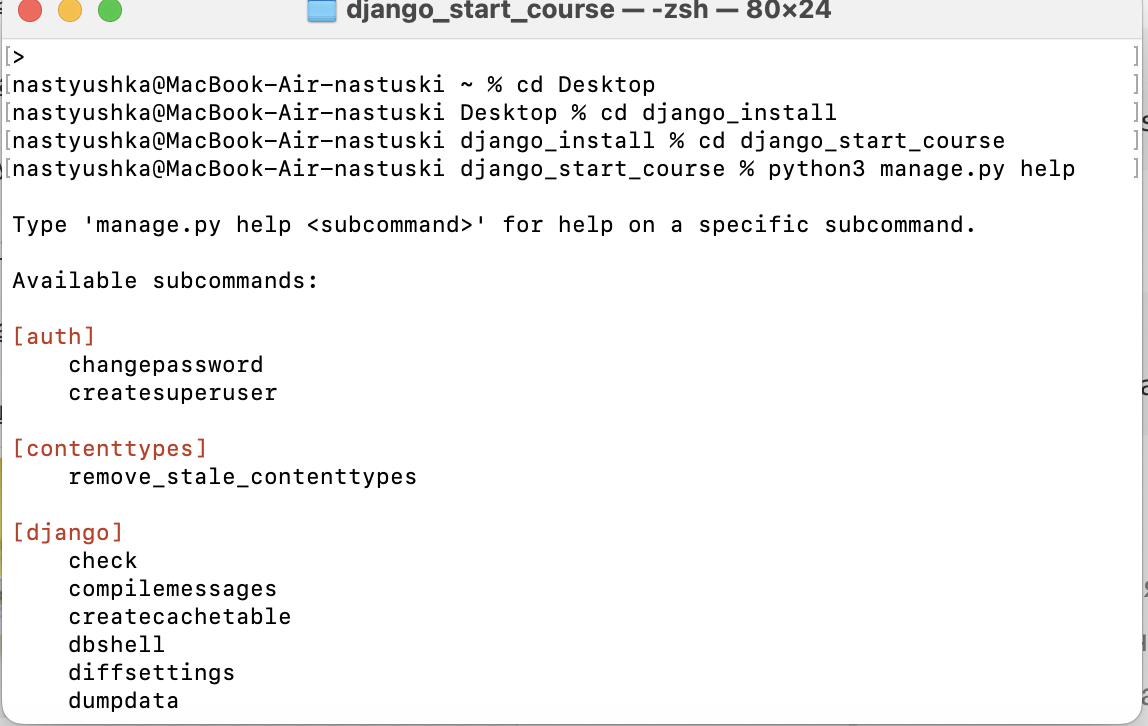 django_start_course — -zsh — 80×24
[>]
[nastyushka@MacBook-Air-nastuski ~ % cd Desktop ]
[nastyushka@MacBook-Air-nastuski Desktop % cd django_install ]
[nastyushka@MacBook-Air-nastuski django_install % cd django_start_course ]
[nastyushka@MacBook-Air-nastuski django_start_course % python3 manage.py help ]
Type 'manage.py help <subcommand>' for help on a specific subcommand.
Available subcommands:
[auth]
changepassword
createsuperuser
[contenttypes]
remove_stale_contenttypes
[django]
check
compilemessages
createcachetable
dbshell
diffsettings
dumpdata